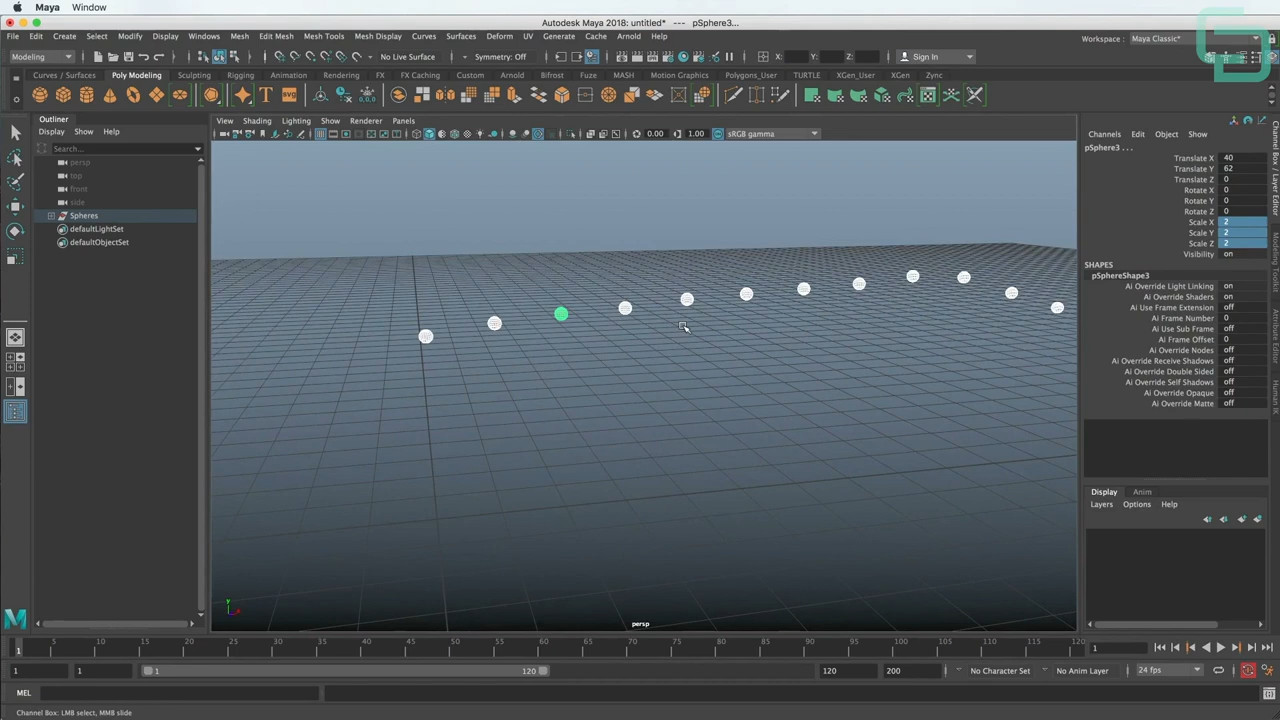 Maya Window
Autodesk Maya 2018: untitled* --- pSphere3...
File Edit Create Select Modify Display Windows Mesh Edit Mesh Mesh Tools Mesh Display Curves Surfaces Deform UV Generate Cache Arnold Help
Workspace : Maya Classic*
Modeling No Live Surface Symmetry: Off X: Y: Z: Sign In
Curves / Surfaces Poly Modeling Sculpting Rigging Animation Rendering FX FX Caching Custom Arnold Bifrost Fuze MASH Motion Graphics Polygons_User TURTLE XGen_User XGen Zync
Outliner
Display Show Help
Search...
persp
top
front
side
Spheres
defaultLightSet
defaultObjectSet
View Shading Lighting Show Renderer Panels
0.00 1.00 sRGB gamma
persp
Channels Edit Object Show
pSphere3 . . .
Translate X 40
Translate Y 62
Translate Z 0
Rotate X 0
Rotate Y 0
Rotate Z 0
Scale X 2
Scale Y 2
Scale Z 2
Visibility on
SHAPES
pSphereShape3
Ai Override Light Linking on
Ai Override Shaders on
Ai Use Frame Extension off
Ai Frame Number 0
Ai Use Sub Frame off
Ai Frame Offset 0
Ai Override Nodes off
Ai Override Receive Shadows off
Ai Override Double Sided off
Ai Override Self Shadows off
Ai Override Opaque off
Ai Override Matte off
Display Anim
Layers Options Help
Channel Box / Layer Editor
Modeling Toolkit
Attribute Editor
Human IK
5 10 15 20 25 30 35 40 45 50 55 60 65 70 75 80 85 90 95 100 105 110 115 120
1 1
1 1 1 120 120 200 No Character Set No Anim Layer 24 fps
MEL
Channel Box: LMB select, MMB slide